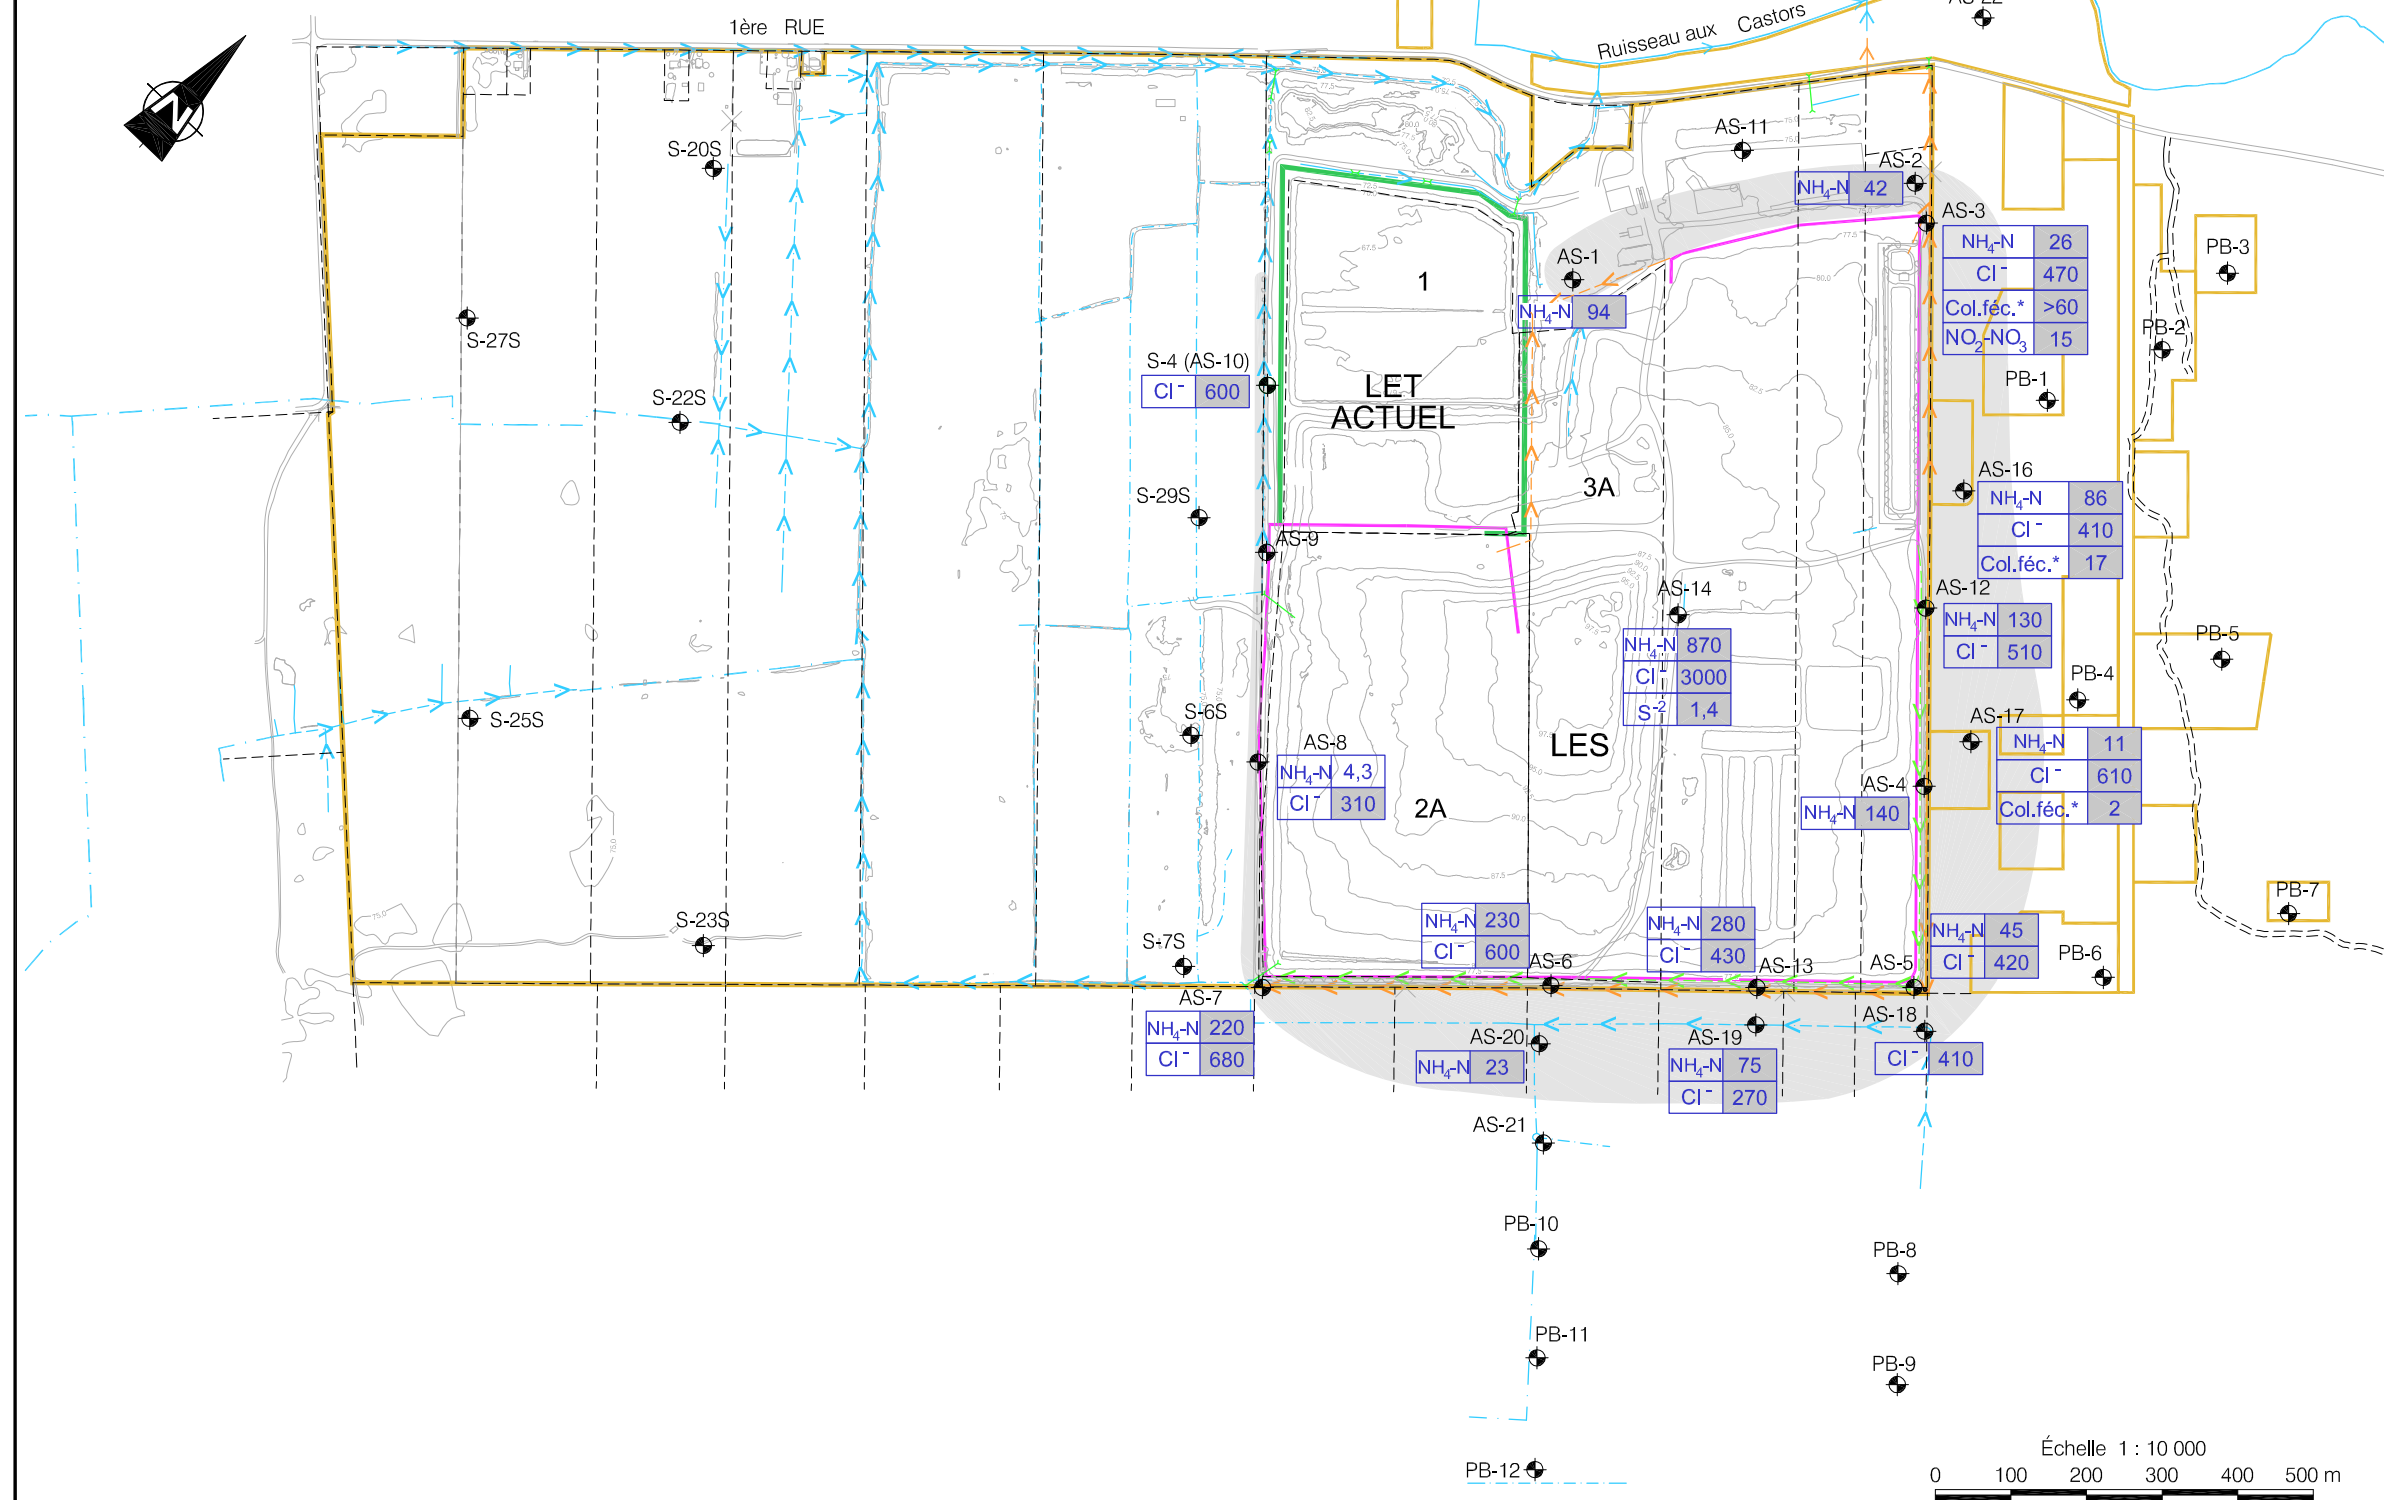 AS-22
1ère RUE
Ruisseau aux Castors
N
S-20S
AS-11
AS-2
NH4-N 42
AS-3
NH4-N 26
Cl⁻ 470
Col.féc.* >60
NO2-NO3 15
AS-1
NH4-N 94
1
PB-3
PB-2
PB-1
S-27S
S-4 (AS-10)
Cl⁻ 600
LET
ACTUEL
S-22S
3A
S-29S
AS-16
NH4-N 86
Cl⁻ 410
Col.féc.* 17
AS-9
AS-14
NH4-N 870
Cl⁻ 3000
S⁻² 1,4
AS-12
NH4-N 130
Cl⁻ 510
PB-5
PB-4
S-25S
S-6S
AS-8
NH4-N 4,3
Cl⁻ 310
LES
2A
AS-17
NH4-N 11
Cl⁻ 610
Col.féc.* 2
AS-4
NH4-N 140
PB-7
S-23S
S-7S
NH4-N 230
Cl⁻ 600
AS-6
NH4-N 280
Cl⁻ 430
AS-13
AS-5
NH4-N 45
Cl⁻ 420
PB-6
AS-7
NH4-N 220
Cl⁻ 680
AS-20
NH4-N 23
AS-19
NH4-N 75
Cl⁻ 270
AS-18
Cl⁻ 410
AS-21
PB-10
PB-8
PB-11
PB-9
PB-12
Échelle 1 : 10 000
0 100 200 300 400 500 m